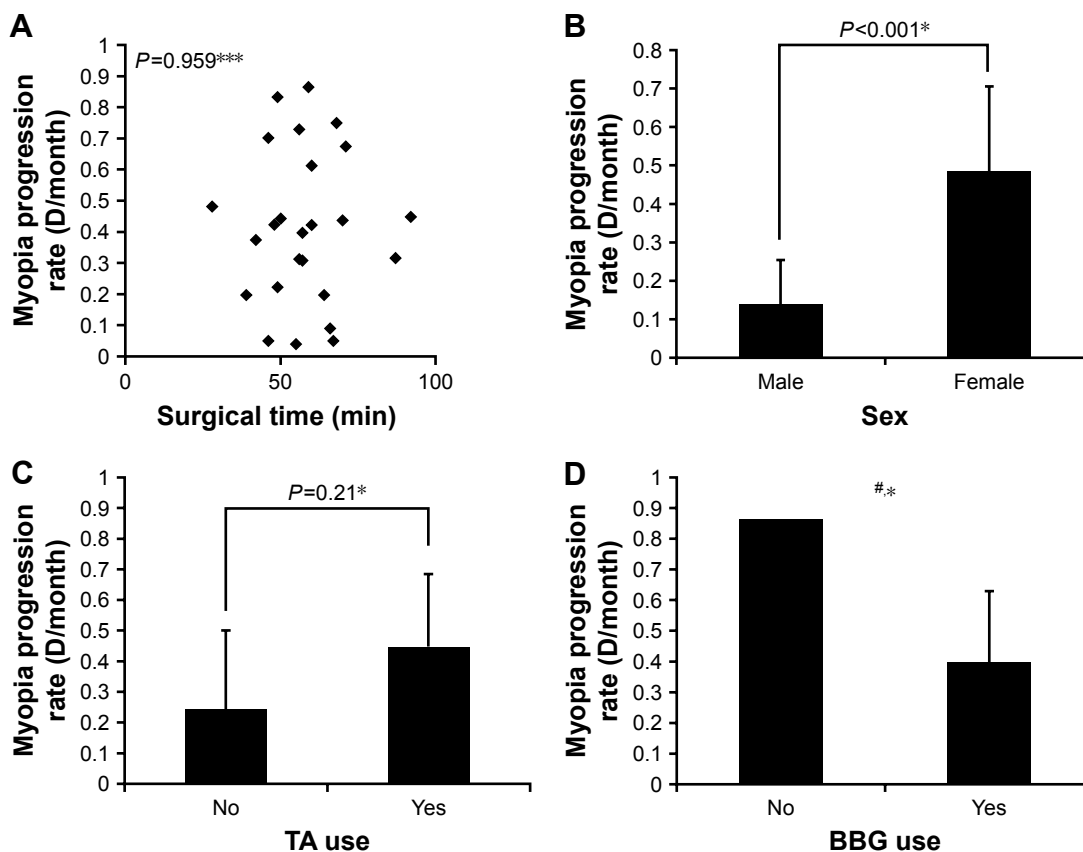 A
P=0.959***
Myopia progression
rate (D/month)
1
0.9
0.8
0.7
0.6
0.5
0.4
0.3
0.2
0.1
0
0
50
100
Surgical time (min)
B
P<0.001*
Myopia progression
rate (D/month)
0.8
0.7
0.6
0.5
0.4
0.3
0.2
0.1
0
Male
Female
Sex
C
P=0.21*
Myopia progression
rate (D/month)
1
0.9
0.8
0.7
0.6
0.5
0.4
0.3
0.2
0.1
0
No
Yes
TA use
D
#,*
Myopia progression
rate (D/month)
1
0.9
0.8
0.7
0.6
0.5
0.4
0.3
0.2
0.1
0
No
Yes
BBG use